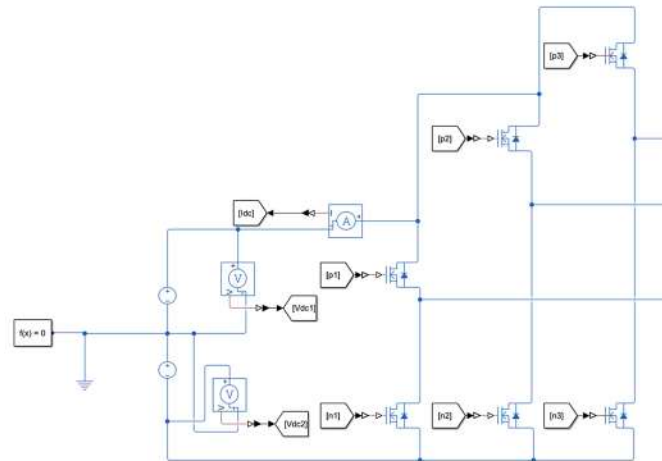 [p3]
[p2]
[Idc]
A
[p1]
V
[Vdc1]
f(x) = 0
V
[Vdc2]
[n1]
[n2]
[n3]